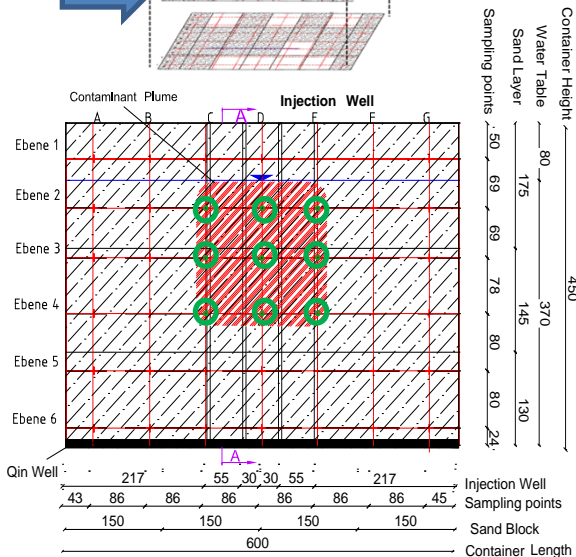 Container Height
Water Table
Sand Layer
Sampling points
Contaminant Plume
Injection Well
A
A B C D E F G
Ebene 1
Ebene 2
Ebene 3
Ebene 4
Ebene 5
Ebene 6
50 69 69 78 80 80 24
175 145 130
80 370
450
Qin Well
A
217 55 30 30 55 217 Injection Well
43 86 86 86 86 86 86 45 Sampling points
150 150 150 150 Sand Block
600 Container Length